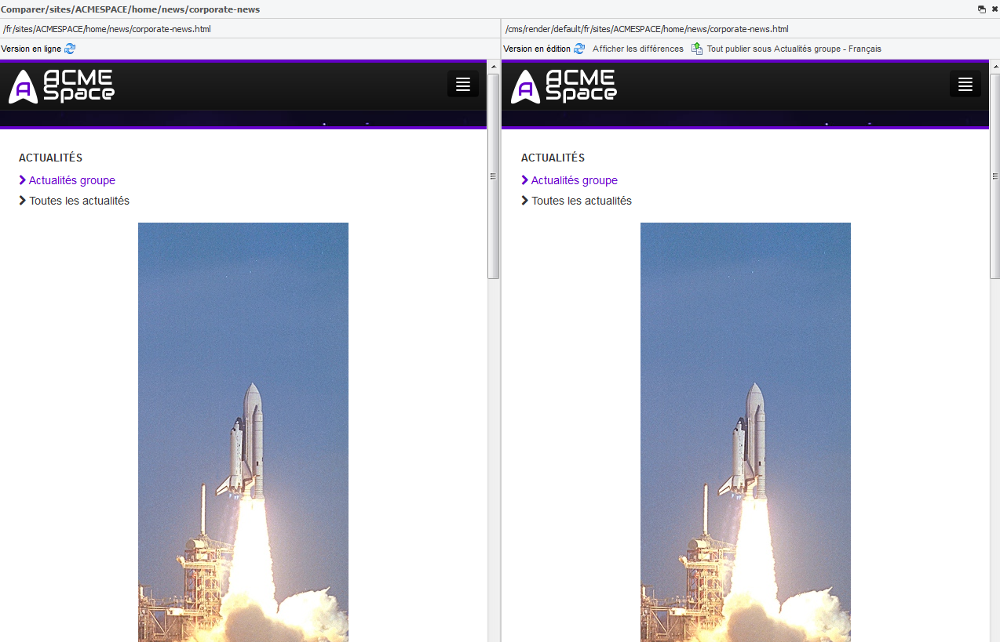 Comparer/sites/ACMESPACE/home/news/corporate-news
/fr/sites/ACMESPACE/home/news/corporate-news.html
Version en ligne
ACME
Space
ACTUALITÉS
Actualités groupe
Toutes les actualités
/cms/render/default/fr/sites/ACMESPACE/home/news/corporate-news.html
Version en édition Afficher les différences Tout publier sous Actualités groupe - Français
ACME
Space
ACTUALITÉS
Actualités groupe
Toutes les actualités